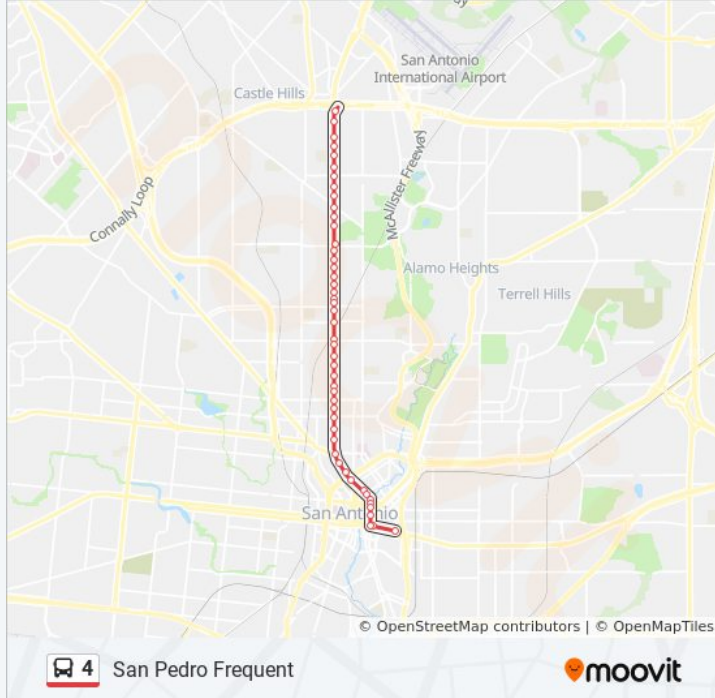 San Antonio
International Airport
Castle Hills
McAllister Freeway
Connally Loop
Alamo Heights
Terrell Hills
San Antonio
© OpenStreetMap contributors | © OpenMapTiles
4 San Pedro Frequent
moovit